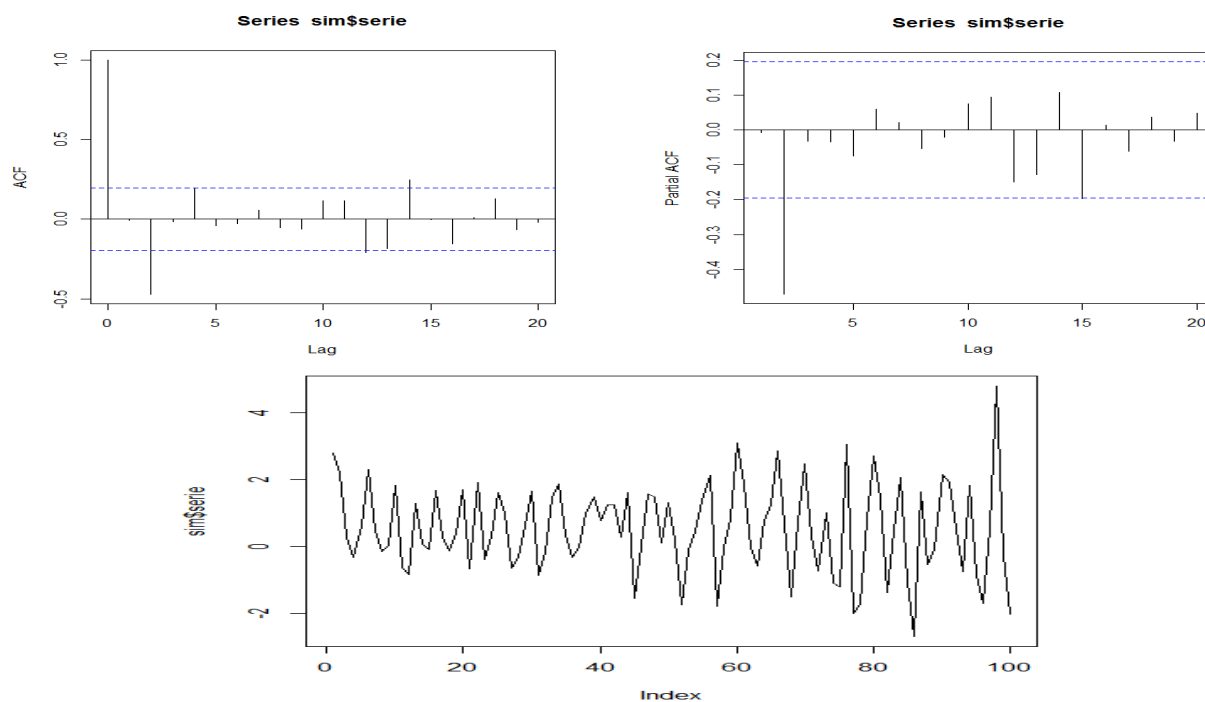 Series sim$serie
ACF
1.0
0.5
0.0
-0.5
0 5 10 15 20
Lag
Series sim$serie
Partial ACF
0.2
0.1
0.0
-0.1
-0.2
-0.3
-0.4
5 10 15 20
Lag
sim$serie
4
2
0
-2
0 20 40 60 80 100
Index